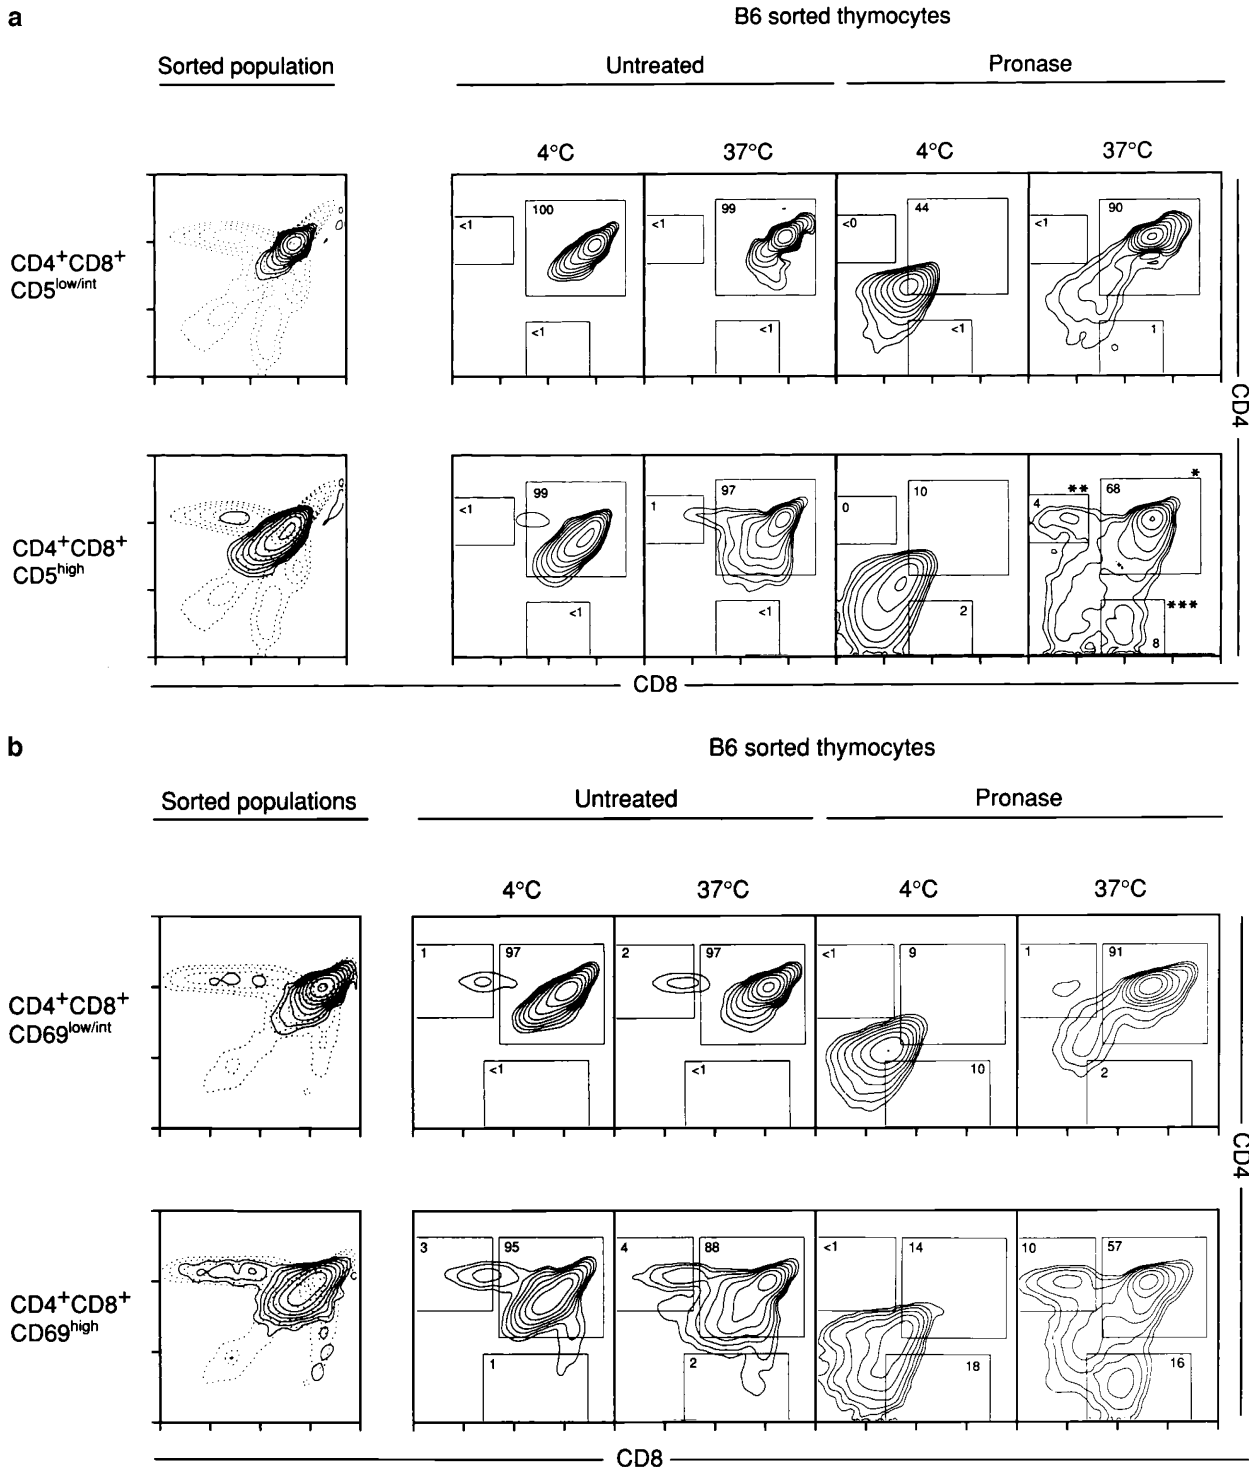 a
B6 sorted thymocytes
Sorted population
Untreated
Pronase
4°C
37°C
4°C
37°C
CD4+CD8+
CD5low/int
<1
100
<1
<1
99
<1
<0
44
<1
<1
90
1
CD4+CD8+
CD5high
<1
99
<1
1
97
<1
0
10
2
4
**
68
*
***
8
CD4
CD8
b
B6 sorted thymocytes
Sorted populations
Untreated
Pronase
4°C
37°C
4°C
37°C
CD4+CD8+
CD69low/int
1
97
<1
2
97
<1
<1
9
10
1
91
2
CD4+CD8+
CD69high
3
95
1
4
88
2
<1
14
18
10
57
16
CD4
CD8